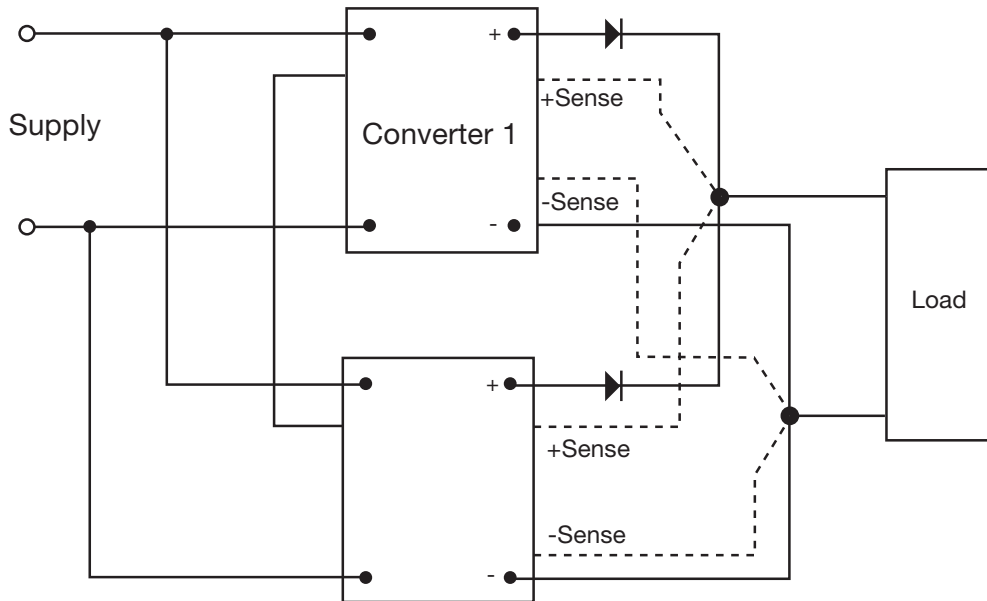 +
+Sense
Supply
Converter 1
-Sense
-
Load
+
+Sense
-Sense
-